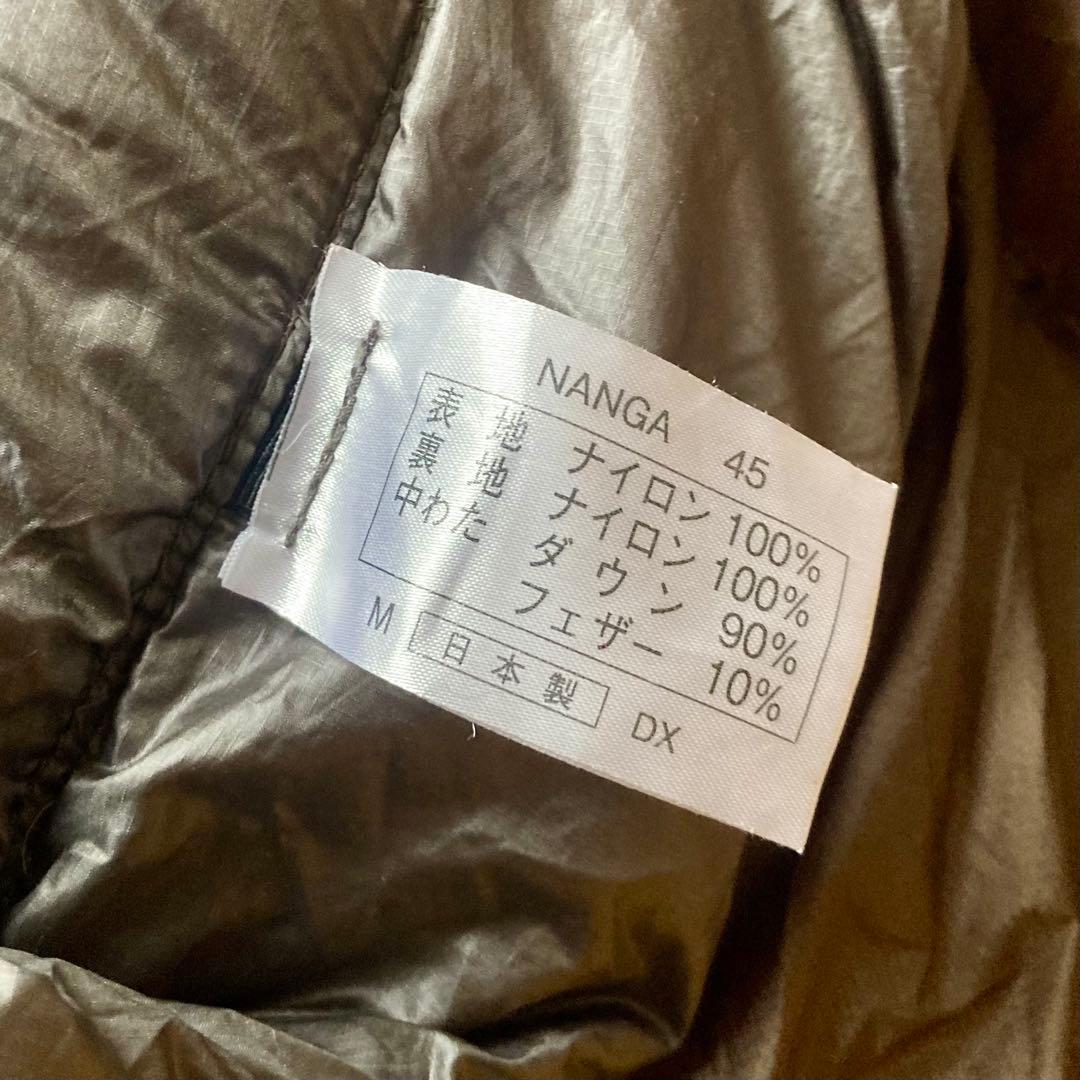 NANGA 45
表 地 ナイロン 100%
裏 地 ナイロン 100%
中わた ダ ウ ン 90%
フェザー 10%
M 日本製 DX